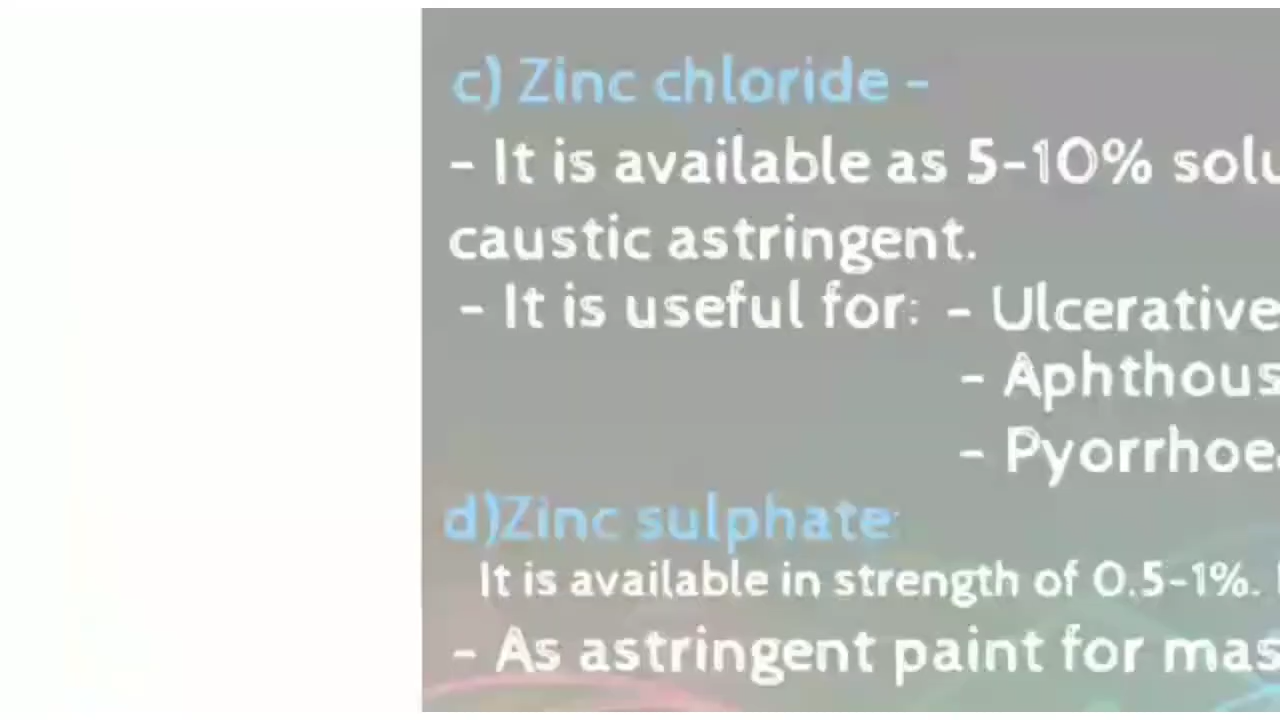 c) Zinc chloride -
- It is available as 5-10% solu
caustic astringent.
- It is useful for: - Ulcerative
- Aphthous
- Pyorrhoe
d)Zinc sulphate:
It is available in strength of 0.5-1%.
- As astringent paint for mas